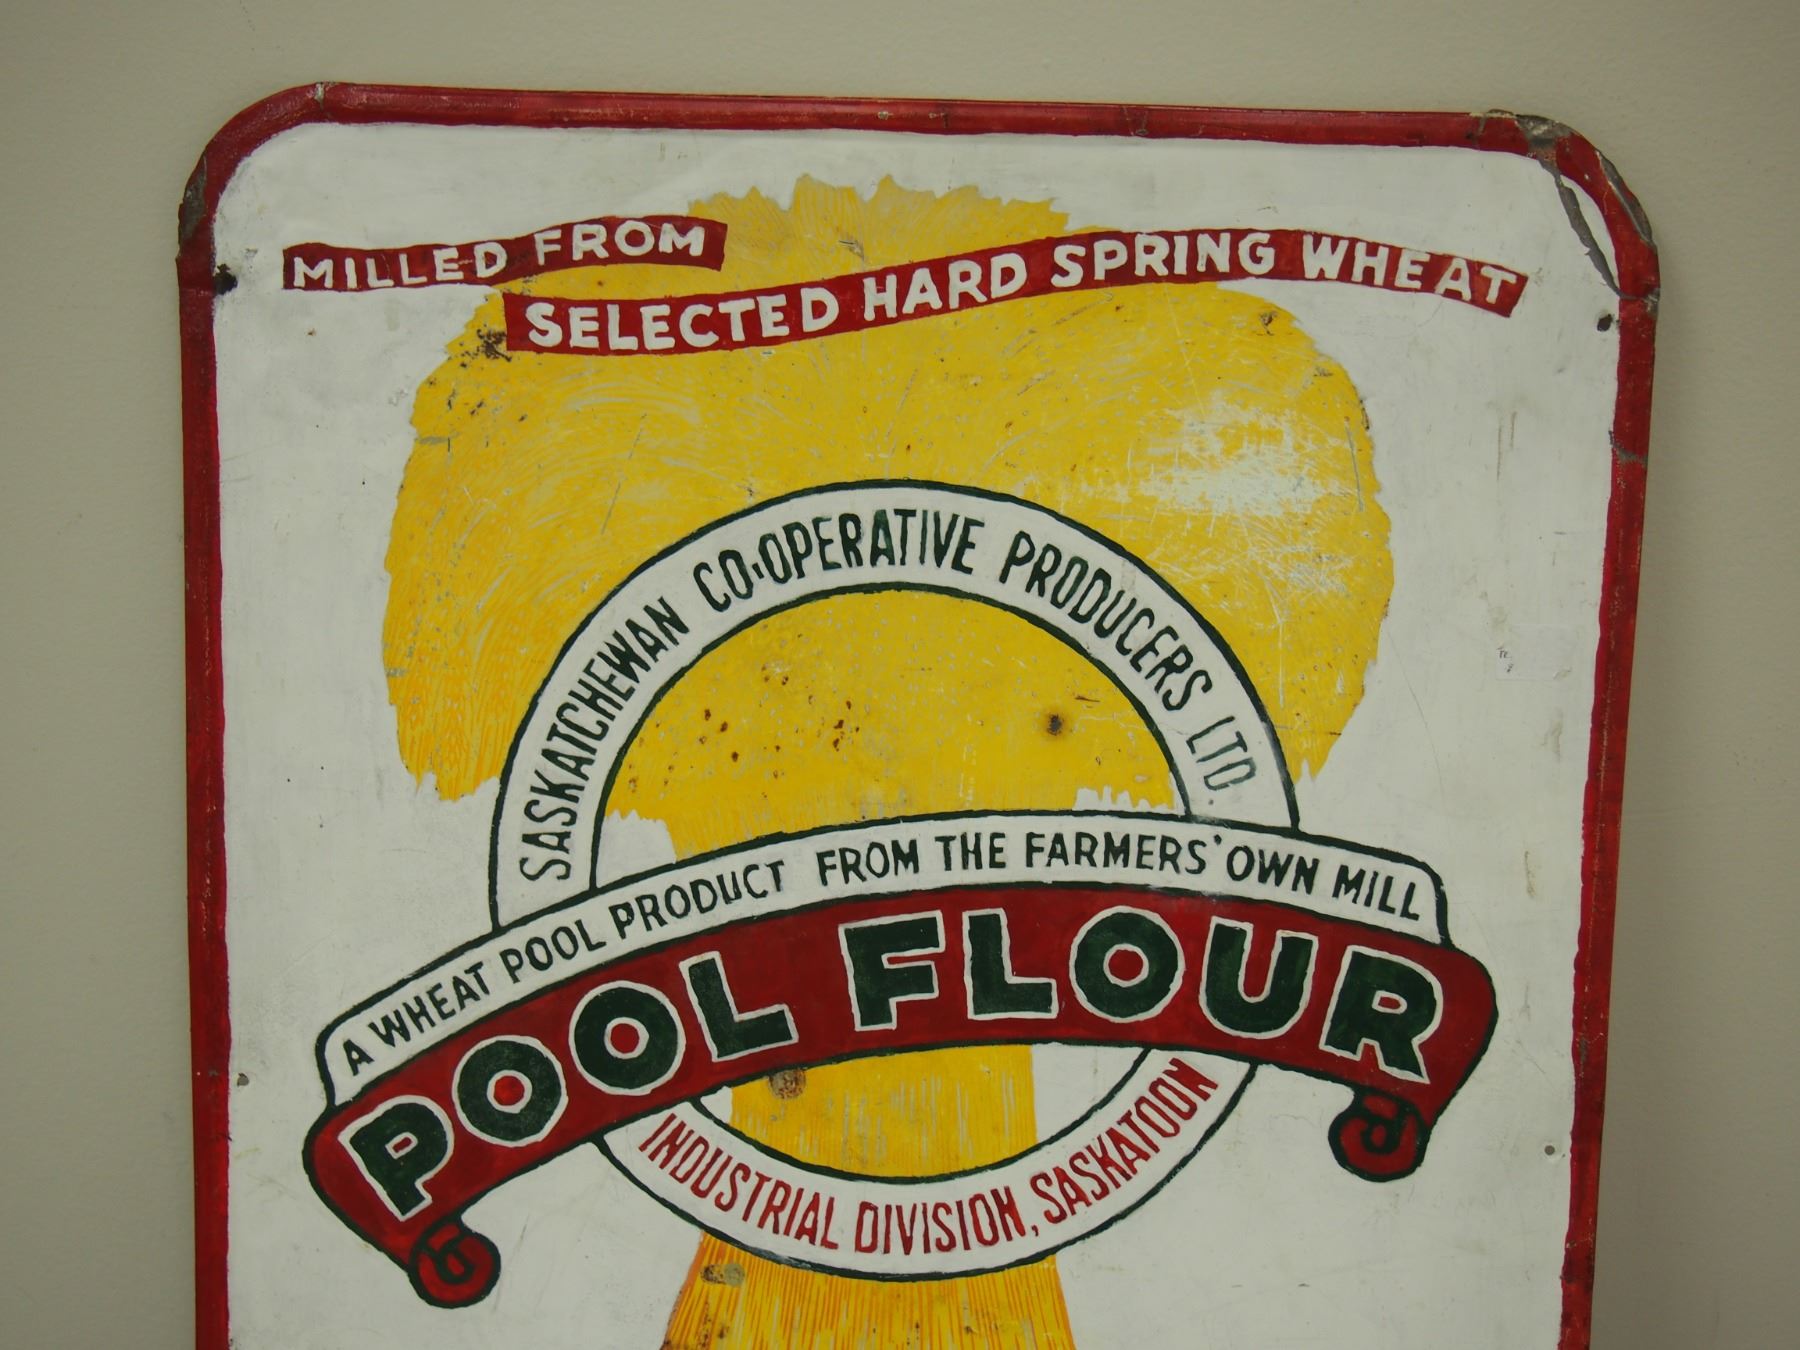 MILLED FROM
SELECTED HARD SPRING WHEAT
SASKATCHEWAN CO-OPERATIVE PRODUCERS LTD.
A WHEAT POOL PRODUCT FROM THE FARMERS' OWN MILL
POOL FLOUR
INDUSTRIAL DIVISION, SASKATOON